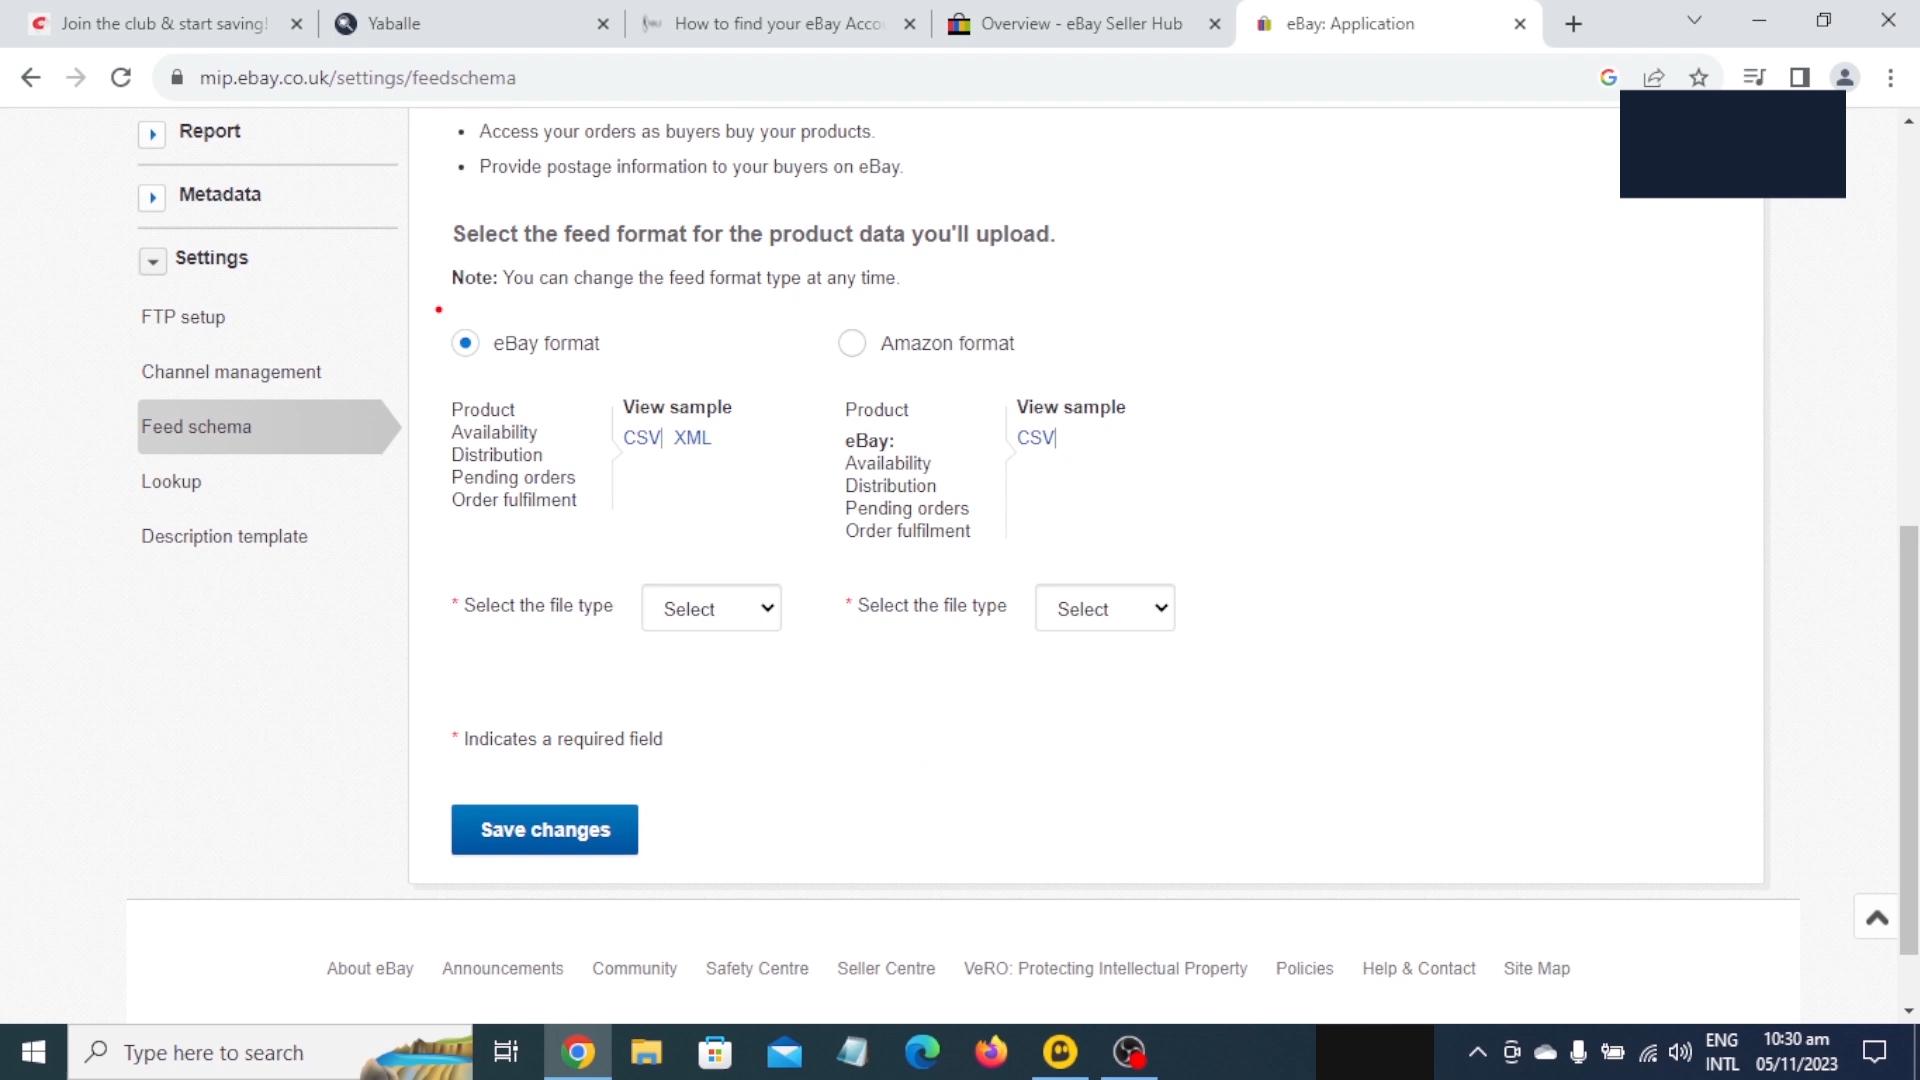 Join the club & start saving!
Yaballe
How to find your eBay Acco
Overview - eBay Seller Hub
eBay: Application
mip.ebay.co.uk/settings/feedschema
Report
Metadata
Settings
FTP setup
Channel management
Feed schema
Lookup
Description template
Access your orders as buyers buy your products.
Provide postage information to your buyers on eBay.
Select the feed format for the product data you'll upload.
Note: You can change the feed format type at any time.
eBay format
Amazon format
Product
Availability
Distribution
Pending orders
Order fulfilment
View sample
CSV| XML
Product
eBay:
Availability
Distribution
Pending orders
Order fulfilment
View sample
CSV|
* Select the file type
Select
* Select the file type
Select
* Indicates a required field
Save changes
About eBay Announcements Community Safety Centre Seller Centre VeRO: Protecting Intellectual Property Policies Help & Contact Site Map
Type here to search
ENG
INTL
10:30 am
05/11/2023